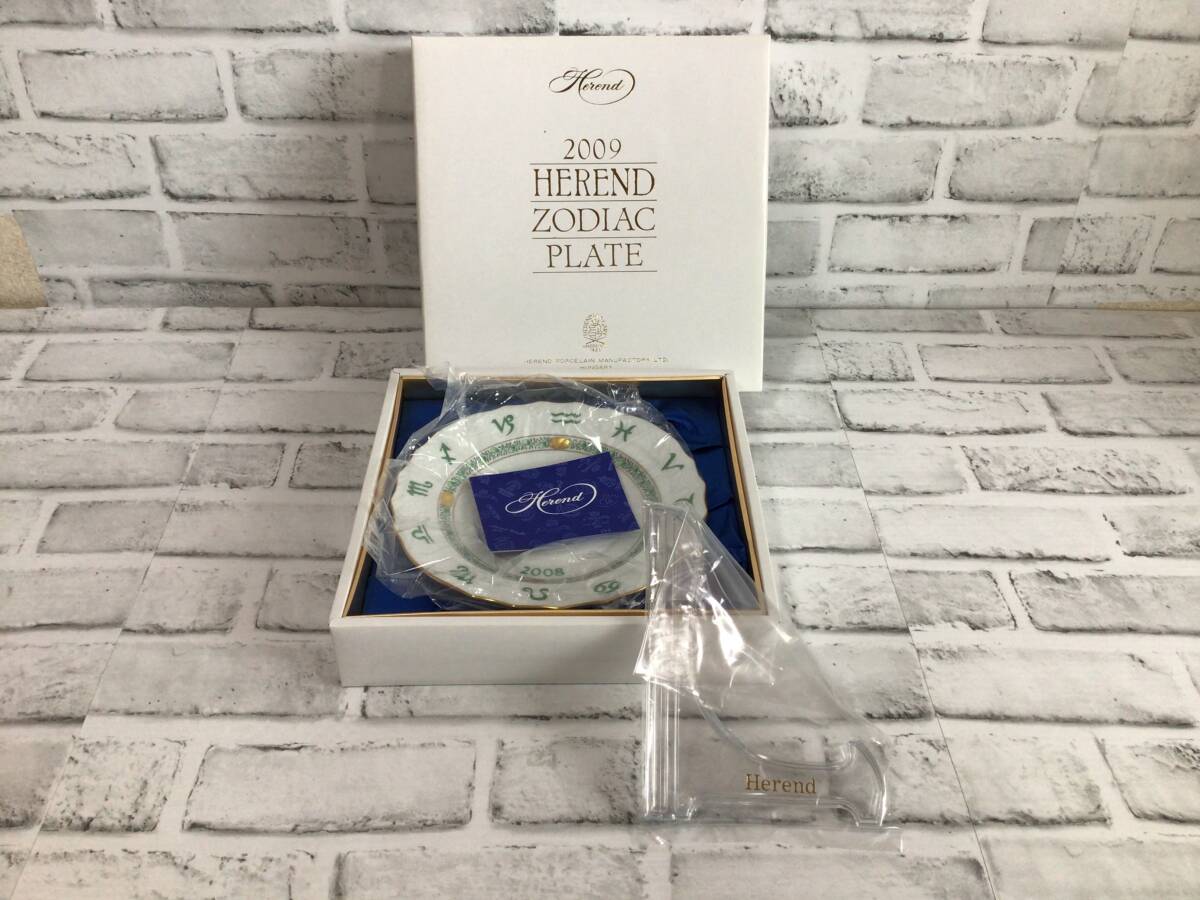 Herend
2009
HEREND
ZODIAC
PLATE
HEREND PORCELAIN MANUFACTORY LTD.
HUNGARY
Herend
2008
Herend